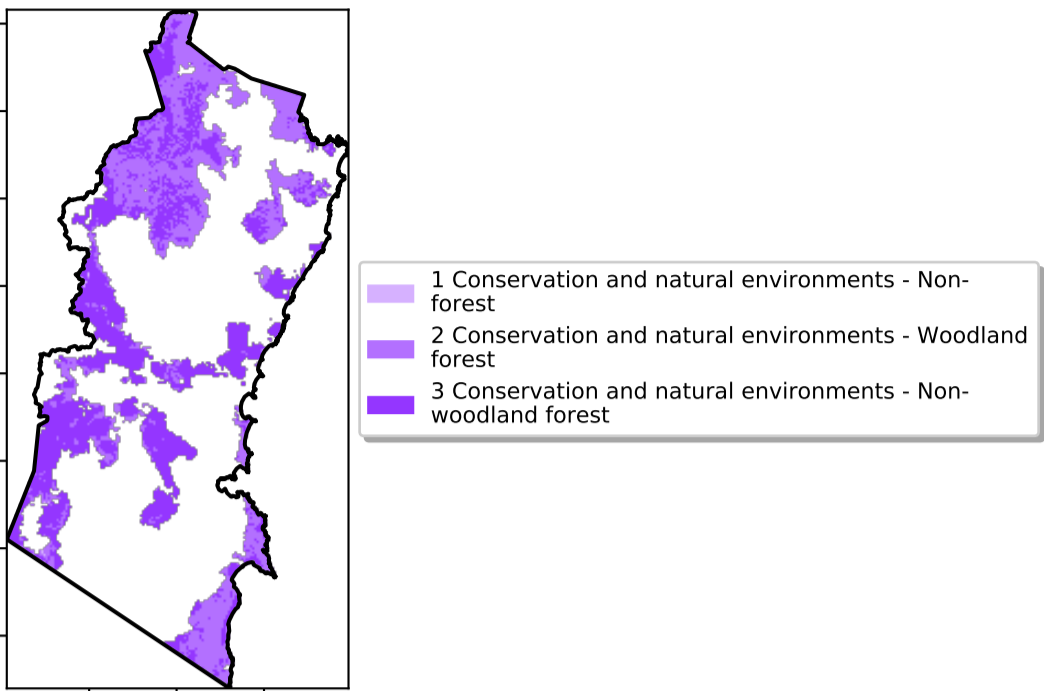 1 Conservation and natural environments - Non-
forest
2 Conservation and natural environments - Woodland
forest
3 Conservation and natural environments - Non-
woodland forest